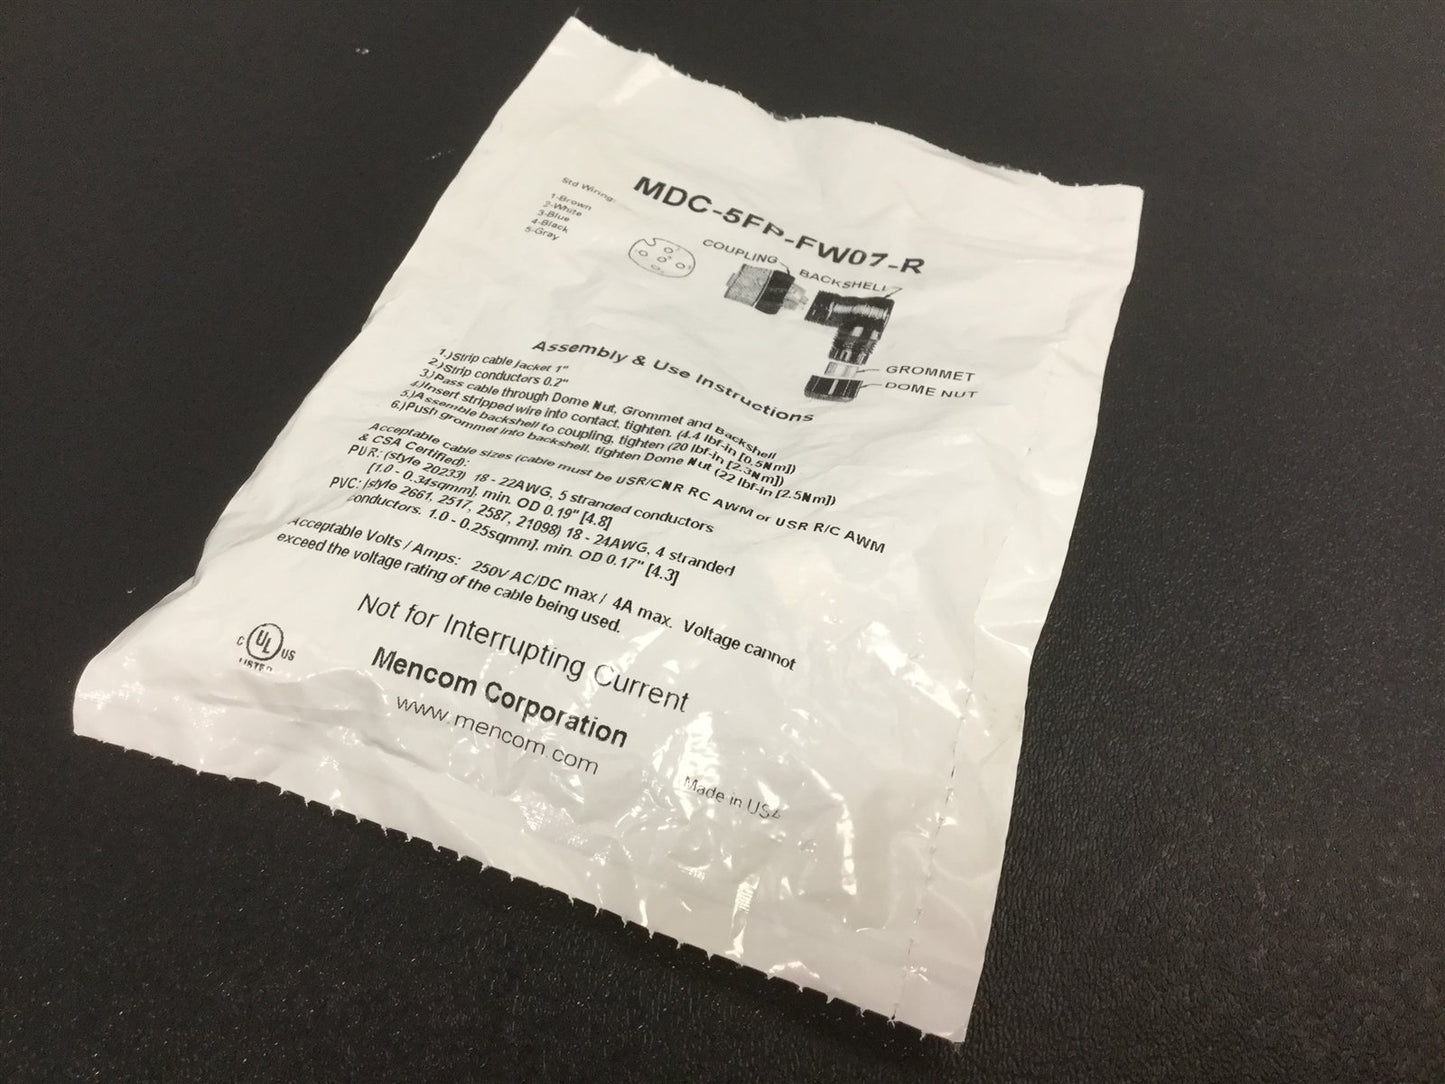 MDC-5FP-FW07-R
Std Wiring:
1-Brown
2-White
3-Blue
4-Black
5-Gray
COUPLING
BACKSHELL
GROMMET
DOME NUT
Assembly & Use Instructions
1.)Strip cable jacket 1"
2.)Strip conductors 0.2"
3.)Pass cable through Dome Nut, Grommet and Backshell
4.)Insert stripped wire into contact, tighten. (4.4 lbf-in [0.5Nm])
5.)Assemble backshell to coupling, tighten (20 lbf-in [2.3Nm])
6.)Push grommet into backshell, tighten Dome Nut (22 lbf-in [2.5Nm])
Acceptable cable sizes (cable must be USR/CNR RC AWM or USR R/C AWM
& CSA Certified):
PUR: (style 20233) 18 - 22AWG, 5 stranded conductors
[1.0 - 0.34sqmm], min. OD 0.19" [4.8]
PVC: [style 2661, 2517, 2587, 21098) 18 - 24AWG, 4 stranded
conductors. 1.0 - 0.25sqmm], min. OD 0.17" [4.3]
Acceptable Volts / Amps: 250V AC/DC max / 4A max. Voltage cannot
exceed the voltage rating of the cable being used.
Not for Interrupting Current
C UL US
LISTED
Mencom Corporation
www.mencom.com
Made in USA